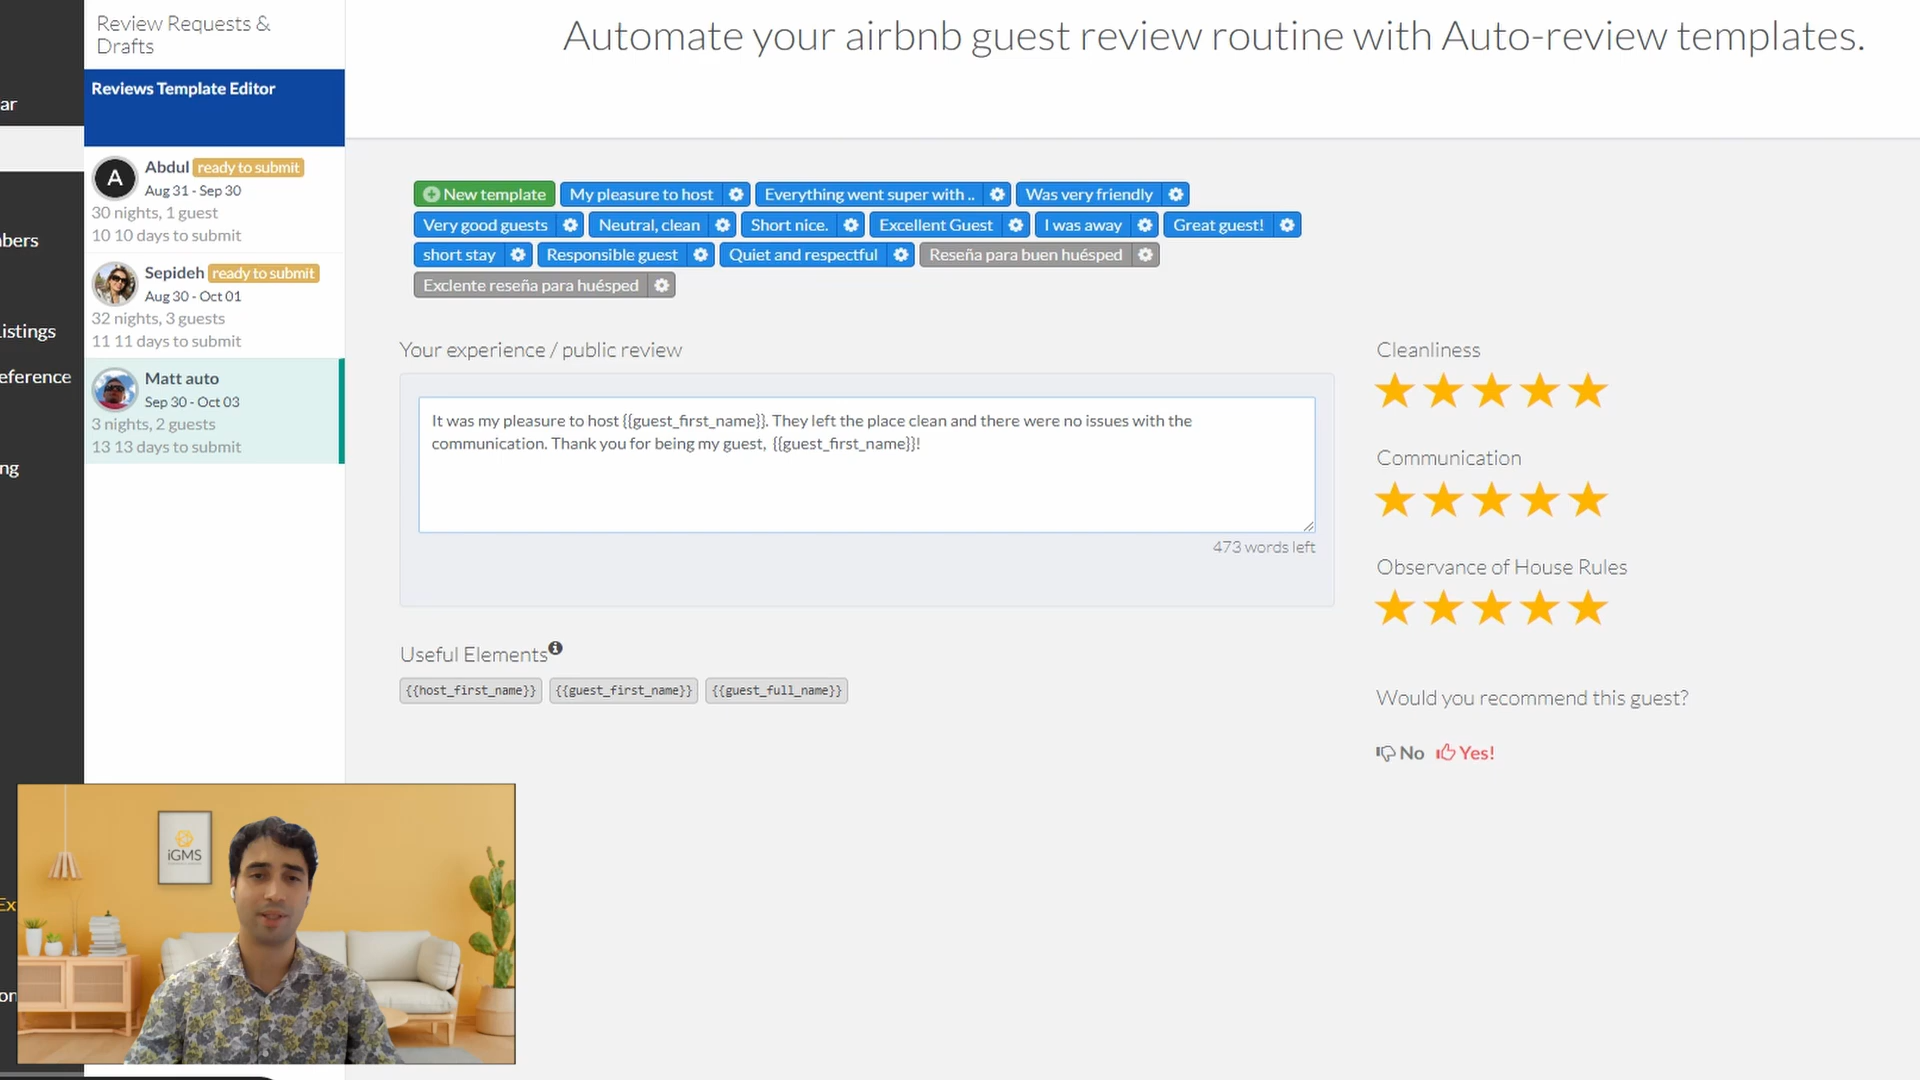 Review Requests &
Drafts
Automate your airbnb guest review routine with Auto-review templates.
Reviews Template Editor
ar
bers
istings
eference
ng
Ex
on
A
Abdul ready to submit
Aug 31 - Sep 30
30 nights, 1 guest
10 10 days to submit
Sepideh ready to submit
Aug 30 - Oct 01
32 nights, 3 guests
11 11 days to submit
Matt auto
Sep 30 - Oct 03
3 nights, 2 guests
13 13 days to submit
New template My pleasure to host Everything went super with .. Was very friendly
Very good guests Neutral, clean Short nice. Excellent Guest I was away Great guest!
short stay Responsible guest Quiet and respectful Reseña para buen huésped
Exclente reseña para huésped
Your experience / public review
It was my pleasure to host {{guest_first_name}}. They left the place clean and there were no issues with the
communication. Thank you for being my guest, {{guest_first_name}}!
473 words left
Useful Elements
{{host_first_name}} {{guest_first_name}} {{guest_full_name}}
Cleanliness
Communication
Observance of House Rules
Would you recommend this guest?
No Yes!
iGMS